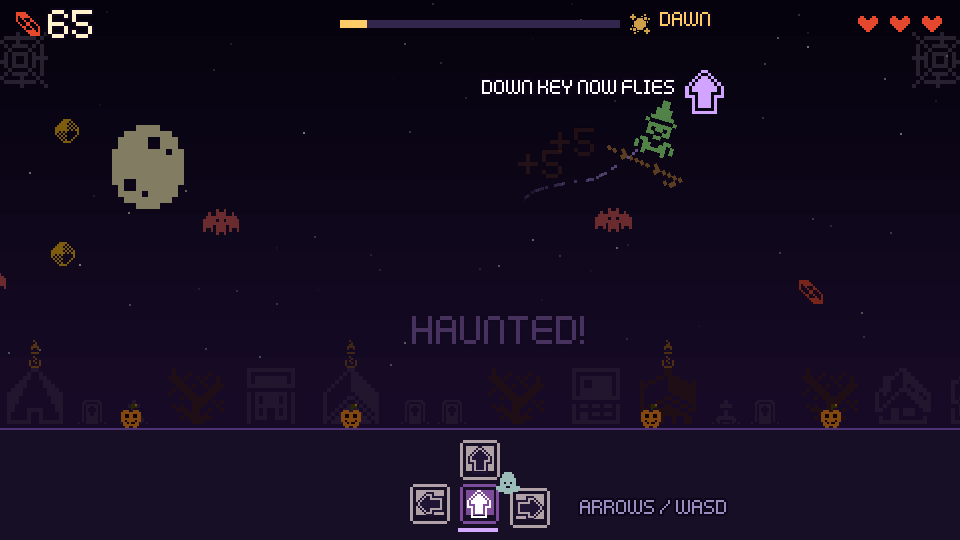 65
DAWN
DOWN KEY NOW FLIES
+5
+5
HAUNTED!
ARROWS / WASD